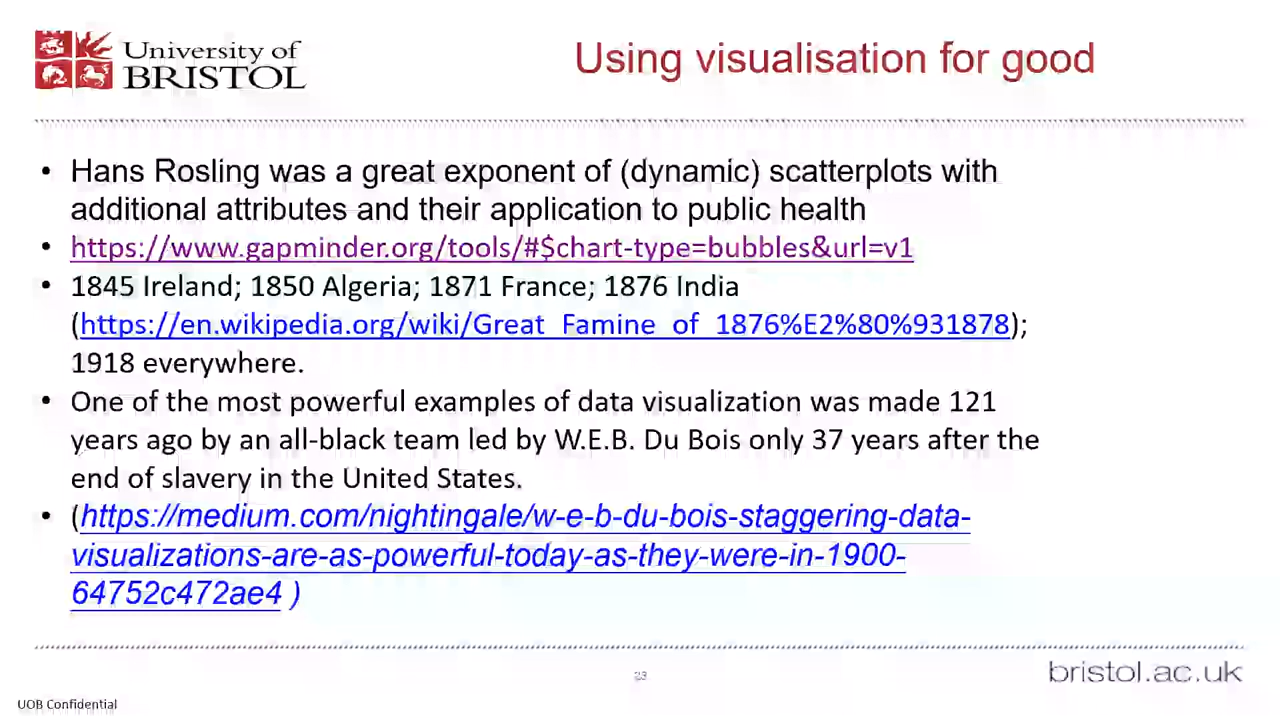 University of
BRISTOL
Using visualisation for good
• Hans Rosling was a great exponent of (dynamic) scatterplots with
additional attributes and their application to public health
• https://www.gapminder.org/tools/#$chart-type=bubbles&url=v1
• 1845 Ireland; 1850 Algeria; 1871 France; 1876 India
(https://en.wikipedia.org/wiki/Great_Famine_of_1876%E2%80%931878);
1918 everywhere.
• One of the most powerful examples of data visualization was made 121
years ago by an all-black team led by W.E.B. Du Bois only 37 years after the
end of slavery in the United States.
• (https://medium.com/nightingale/w-e-b-du-bois-staggering-data-
visualizations-are-as-powerful-today-as-they-were-in-1900-
64752c472ae4 )
23
bristol.ac.uk
UOB Confidential